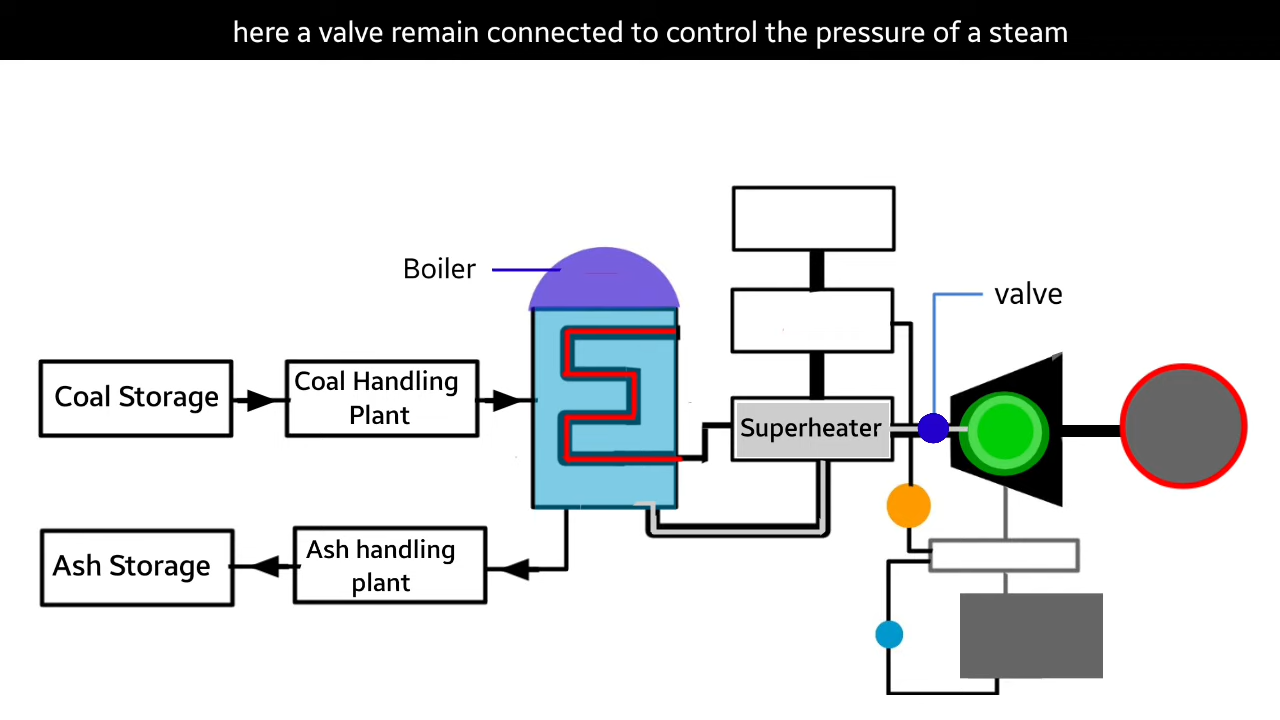 here a valve remain connected to control the pressure of a steam
Boiler
valve
Coal Storage
Coal Handling
Plant
Superheater
Ash Storage
Ash handling
plant